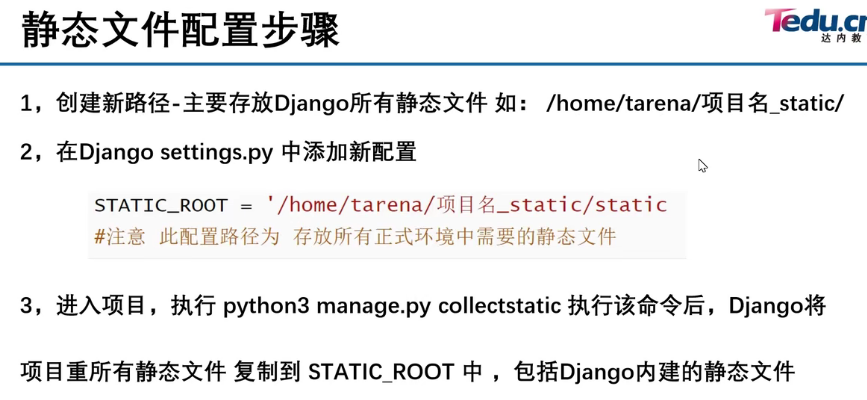 静态文件配置步骤
Tedu.cn
达内教
1，创建新路径-主要存放Django所有静态文件 如： /home/tarena/项目名_static/
2，在Django settings.py 中添加新配置
STATIC_ROOT = '/home/tarena/项目名_static/static
#注意 此配置路径为 存放所有正式环境中需要的静态文件
3，进入项目，执行 python3 manage.py collectstatic 执行该命令后，Django将
项目重所有静态文件 复制到 STATIC_ROOT 中 ，包括Django内建的静态文件